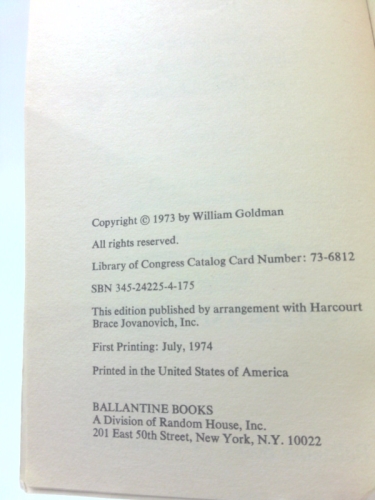 Copyright © 1973 by William Goldman
All rights reserved.
Library of Congress Catalog Card Number: 73-6812
SBN 345-24225-4-175
This edition published by arrangement with Harcourt
Brace Jovanovich, Inc.
First Printing: July, 1974
Printed in the United States of America
BALLANTINE BOOKS
A Division of Random House, Inc.
201 East 50th Street, New York, N.Y. 10022